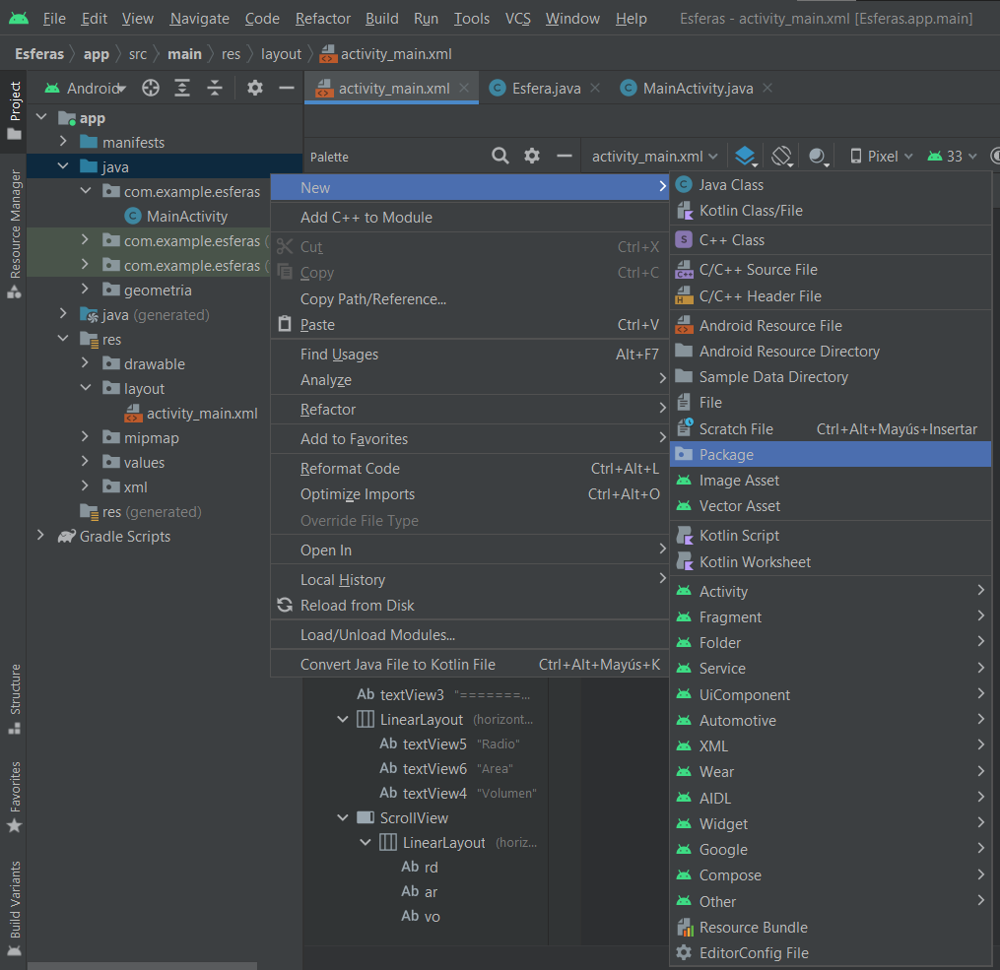 File Edit View Navigate Code Refactor Build Run Tools VCS Window Help Esferas - activity_main.xml [Esferas.app.main]
Esferas app src main res layout activity_main.xml
Project
Resource Manager
Structure
Favorites
Build Variants
Android
app
manifests
java
com.example.esferas
MainActivity
com.example.esferas (
com.example.esferas (
geometria
java (generated)
res
drawable
layout
activity_main.xml
mipmap
values
xml
res (generated)
Gradle Scripts
activity_main.xml Esfera.java MainActivity.java
Palette
activity_main.xml Pixel 33
New
Add C++ to Module
Cut Ctrl+X
Copy Ctrl+C
Copy Path/Reference...
Paste Ctrl+V
Find Usages Alt+F7
Analyze
Refactor
Add to Favorites
Reformat Code Ctrl+Alt+L
Optimize Imports Ctrl+Alt+O
Override File Type
Open In
Local History
Reload from Disk
Load/Unload Modules...
Convert Java File to Kotlin File Ctrl+Alt+Mayús+K
Java Class
Kotlin Class/File
C++ Class
C/C++ Source File
C/C++ Header File
Android Resource File
Android Resource Directory
Sample Data Directory
File
Scratch File Ctrl+Alt+Mayús+Insertar
Package
Image Asset
Vector Asset
Kotlin Script
Kotlin Worksheet
Activity
Fragment
Folder
Service
UiComponent
Automotive
XML
Wear
AIDL
Widget
Google
Compose
Other
Resource Bundle
EditorConfig File
Ab textView3 "=======...
LinearLayout (horizont...
Ab textView5 "Radio"
Ab textView6 "Area"
Ab textView4 "Volumen"
ScrollView
LinearLayout (horiz...
Ab rd
Ab ar
Ab vo